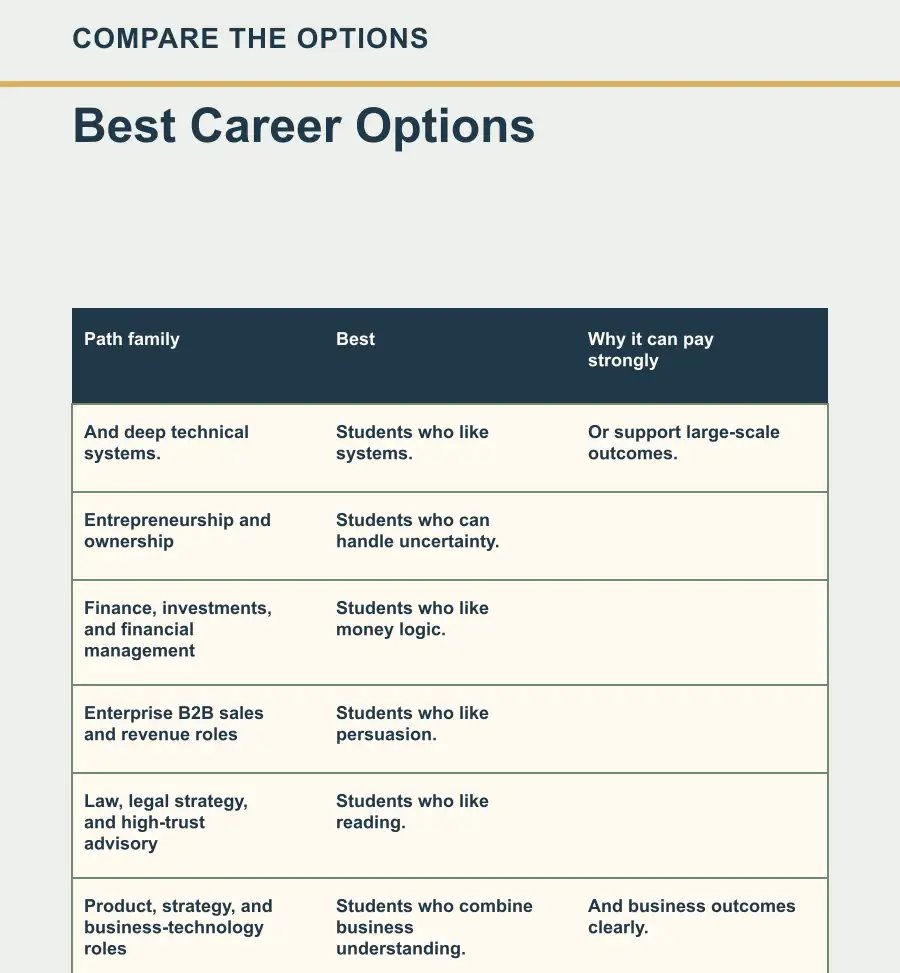 COMPARE THE OPTIONS
Best Career Options
Path family
Best
Why it can pay
strongly
And deep technical
systems.
Students who like
systems.
Or support large-scale
outcomes.
Entrepreneurship and
ownership
Students who can
handle uncertainty.
Finance, investments,
and financial
management
Students who like
money logic.
Enterprise B2B sales
and revenue roles
Students who like
persuasion.
Law, legal strategy,
and high-trust
advisory
Students who like
reading.
Product, strategy, and
business-technology
roles
Students who combine
business
understanding.
And business outcomes
clearly.